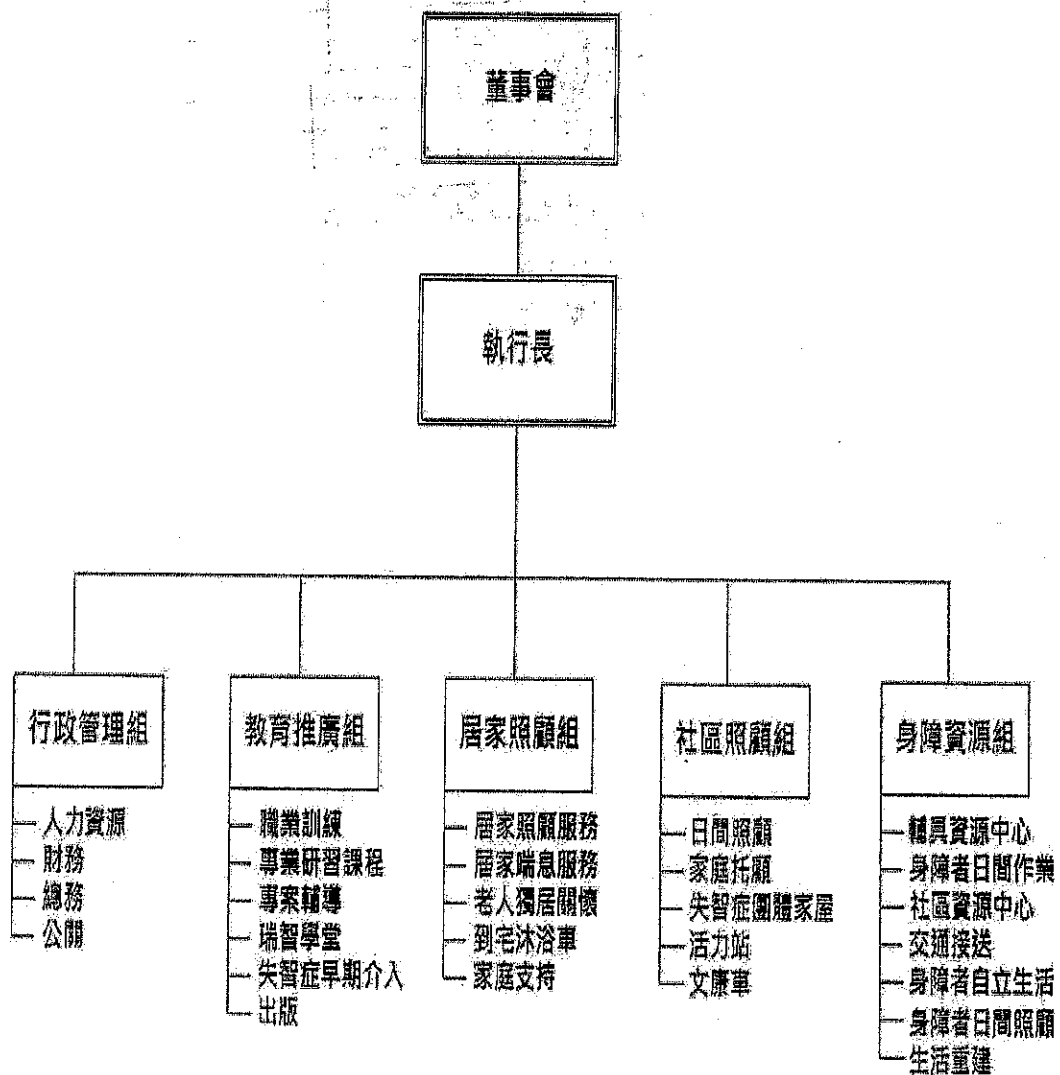 董事會
執行長
行政管理組
人力資源
財務
總務
公關
教育推廣組
職業訓練
專業研習課程
專案輔導
瑞智學堂
失智症早期介入
出版
居家照顧組
居家照顧服務
居家喘息服務
老人獨居關懷
到宅沐浴車
家庭支持
社區照顧組
日間照顧
家庭托顧
失智症團體家屋
活力站
文康車
身障資源組
輔具資源中心
身障者日間作業
社區資源中心
交通接送
身障者自立生活
身障者日間照顧
生活重建